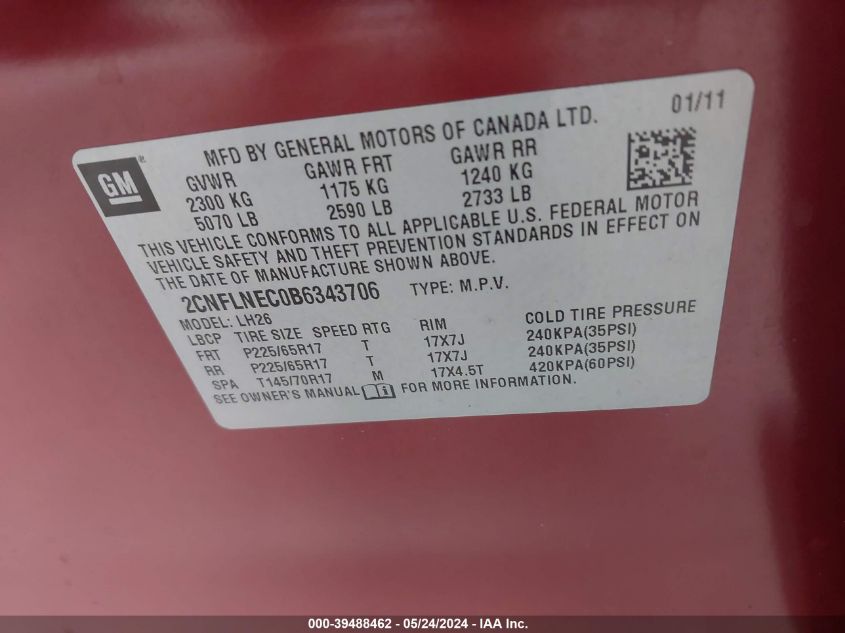 01/11
GM
MFD BY GENERAL MOTORS OF CANADA LTD.
GVWR GAWR FRT GAWR RR
2300 KG 1175 KG 1240 KG
5070 LB 2590 LB 2733 LB
THIS VEHICLE CONFORMS TO ALL APPLICABLE U.S. FEDERAL MOTOR
VEHICLE SAFETY AND THEFT PREVENTION STANDARDS IN EFFECT ON
THE DATE OF MANUFACTURE SHOWN ABOVE.
2CNFLNEC0B6343706 TYPE: M.P.V.
MODEL: LH26
LBCP TIRE SIZE SPEED RTG RIM COLD TIRE PRESSURE
FRT P225/65R17 T 17X7J 240KPA(35PSI)
RR P225/65R17 T 17X7J 240KPA(35PSI)
SPA T145/70R17 M 17X4.5T 420KPA(60PSI)
SEE OWNER'S MANUAL i FOR MORE INFORMATION.
000-39488462 - 05/24/2024 - IAA Inc.